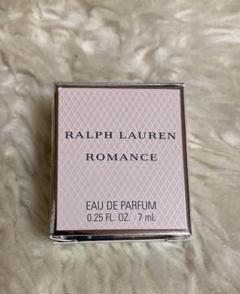 RALPH LAUREN
ROMANCE
EAU DE PARFUM
0.25 FL. OZ. 7 mL